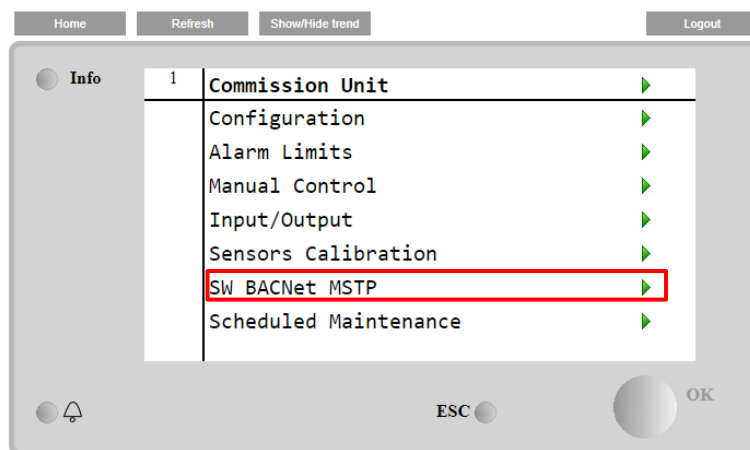 Home Refresh Show/Hide trend Logout
Info
1 Commission Unit
Configuration
Alarm Limits
Manual Control
Input/Output
Sensors Calibration
SW BACNet MSTP
Scheduled Maintenance
ESC OK